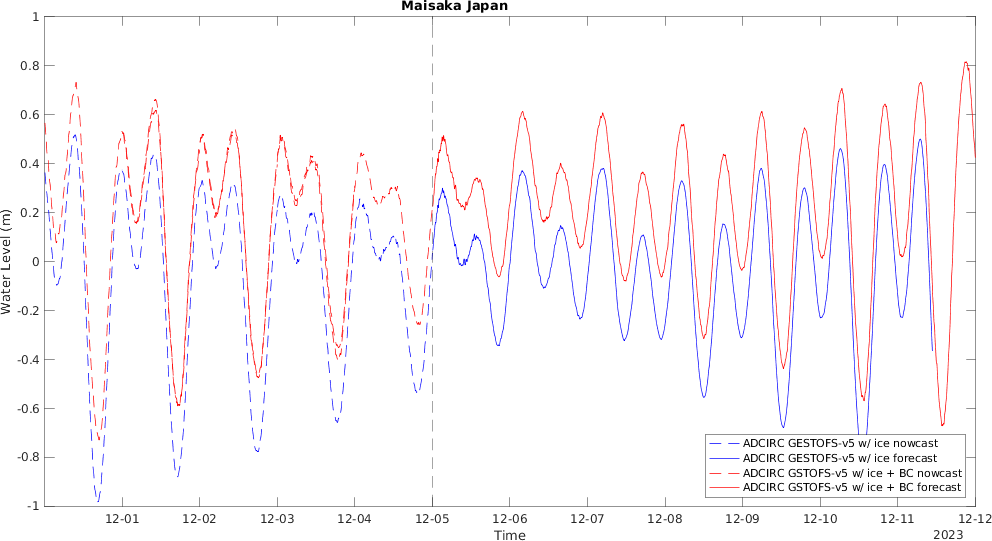 Maisaka Japan
1
0.8
0.6
0.4
0.2
0
-0.2
-0.4
-0.6
-0.8
-1
Water Level (m)
12-01 12-02 12-03 12-04 12-05 12-06 12-07 12-08 12-09 12-10 12-11 12-12
Time
2023
ADCIRC GESTOFS-v5 w/ ice nowcast
ADCIRC GESTOFS-v5 w/ ice forecast
ADCIRC GSTOFS-v5 w/ ice + BC nowcast
ADCIRC GSTOFS-v5 w/ ice + BC forecast